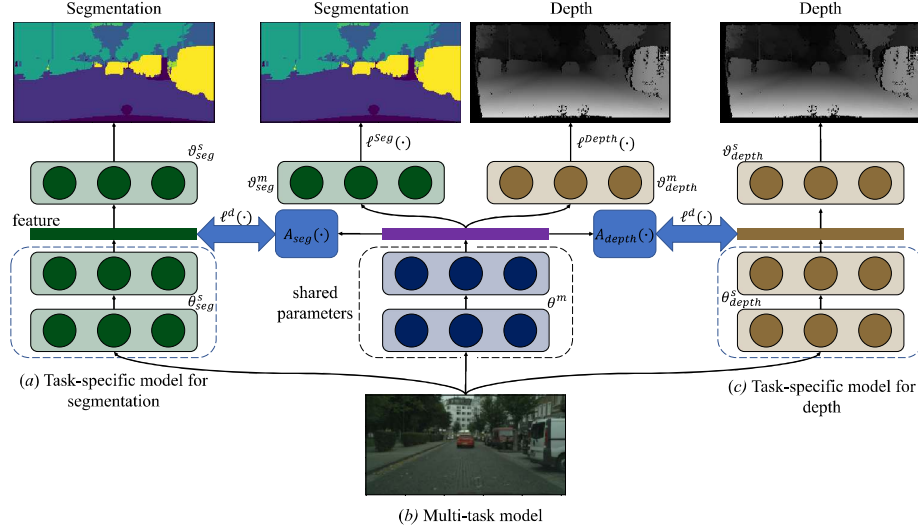 Segmentation
Segmentation
Depth
Depth
ϑ^s_seg
ℓ^Seg(·)
ℓ^Depth(·)
ϑ^s_depth
ϑ^m_seg
ϑ^m_depth
feature
ℓ^d(·)
A_seg(·)
A_depth(·)
ℓ^d(·)
θ^s_seg
shared
parameters
θ^m
θ^s_depth
(a) Task-specific model for
segmentation
(c) Task-specific model for
depth
(b) Multi-task model